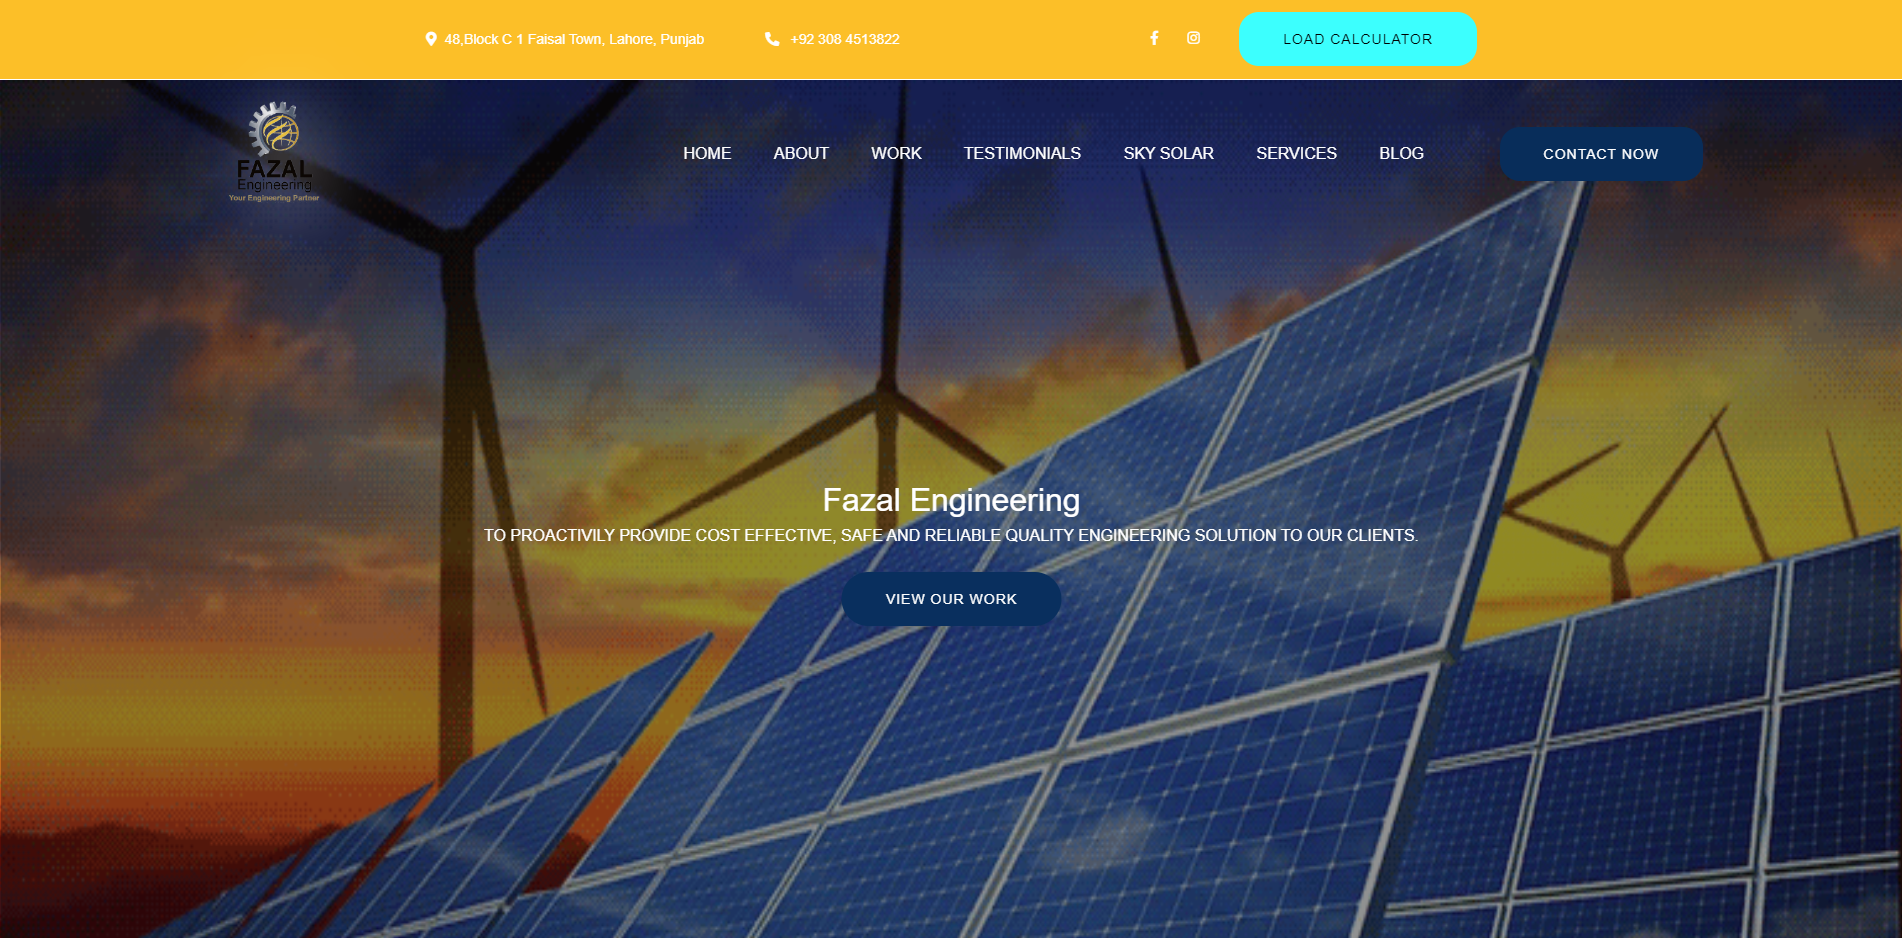 48,Block C 1 Faisal Town, Lahore, Punjab
+92 308 4513822
LOAD CALCULATOR
FAZAL
Engineering
Your Engineering Partner
HOME
ABOUT
WORK
TESTIMONIALS
SKY SOLAR
SERVICES
BLOG
CONTACT NOW
Fazal Engineering
TO PROACTIVILY PROVIDE COST EFFECTIVE, SAFE AND RELIABLE QUALITY ENGINEERING SOLUTION TO OUR CLIENTS.
VIEW OUR WORK